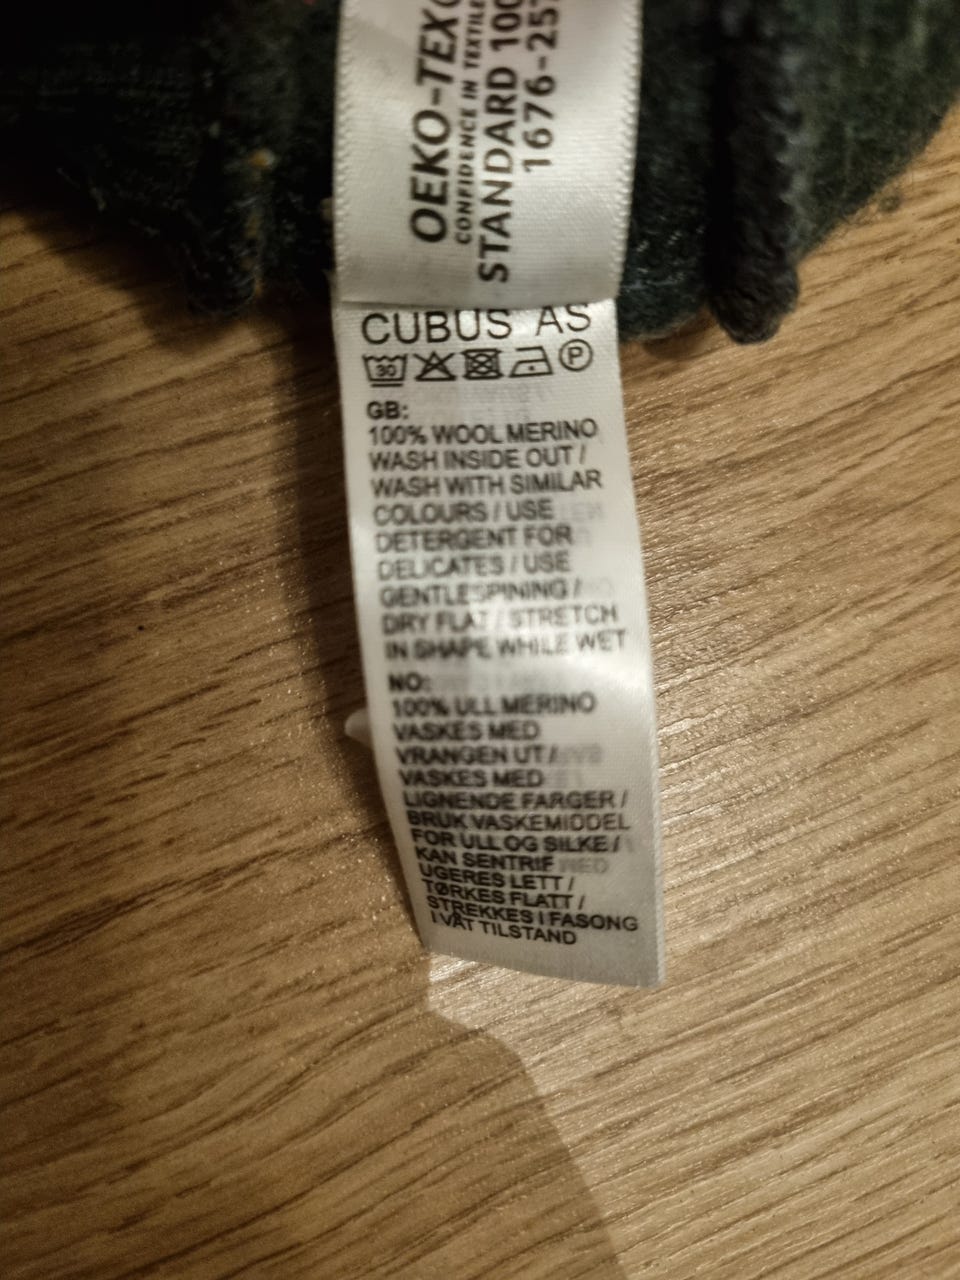 OEKO-TEX
CONFIDENCE IN TEXTILE
STANDARD 100
1676-257
CUBUS AS
30 P
GB:
100% WOOL MERINO
WASH INSIDE OUT /
WASH WITH SIMILAR
COLOURS / USE
DETERGENT FOR
DELICATES / USE
GENTLESPINING /
DRY FLAT / STRETCH
IN SHAPE WHILE WET
NO:
100% ULL MERINO
VASKES MED
VRANGEN UT /
VASKES MED
LIGNENDE FARGER /
BRUK VASKEMIDDEL
FOR ULL OG SILKE /
KAN SENTRIF
UGERES LETT /
TØRKES FLATT /
STREKKES I FASONG
I VÅT TILSTAND